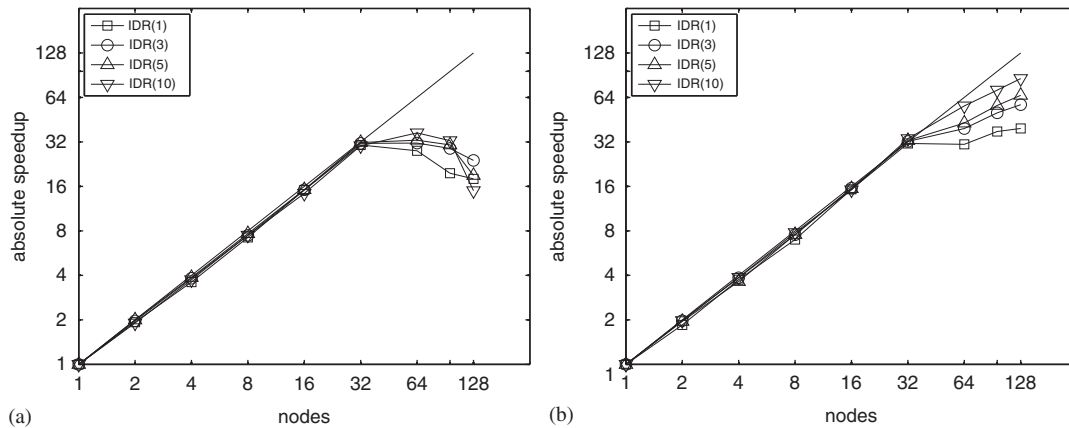 IDR(1)
IDR(3)
IDR(5)
IDR(10)
128
64
32
16
8
4
2
1
absolute speedup
1 2 4 8 16 32 64 128
nodes
(a)
IDR(1)
IDR(3)
IDR(5)
IDR(10)
128
64
32
16
8
4
2
1
absolute speedup
1 2 4 8 16 32 64 128
nodes
(b)